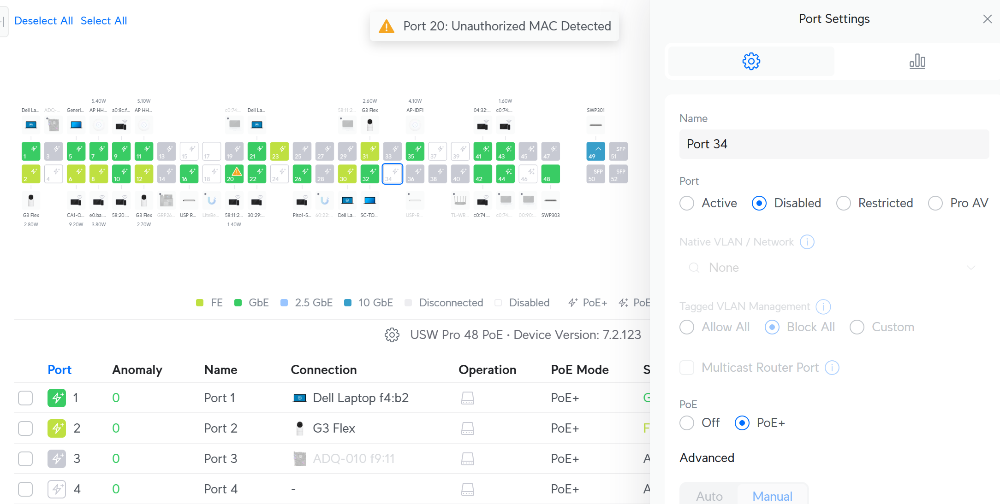 Deselect All Select All
Port 20: Unauthorized MAC Detected
Port Settings
5.40W 5.10W 2.60W 4.10W 1.60W
Dell La... ADQ-... Generi... AP HH... a0:8c:f... AP HH... c0:74:... Dell La... 58:11:2... G3 Flex AP-IDF1 04:32:... c0:74:... SWP301
1 3 5 7 9 11 13 15 17 19 21 23 25 27 29 31 33 35 37 39 41 43 45 47 49 SFP 51
2 4 6 8 10 12 14 16 18 20 22 24 26 28 30 32 34 36 38 40 42 44 46 48 SFP 50 SFP 52
G3 Flex CA1-O... e0:ba:... 58:20:... G3 Flex GRP26... USP R... LiteBe... 58:11:2... 30:29:... Piso1-S... 60:22:... Dell La... SC-TO... USP-R... TL-WR... c0:74:... c0:74:... 00:90:... SWP303
2.80W 9.20W 3.80W 2.70W 1.40W
FE GbE 2.5 GbE 10 GbE Disconnected Disabled PoE+ PoE
USW Pro 48 PoE • Device Version: 7.2.123
Port Anomaly Name Connection Operation PoE Mode S
1 0 Port 1 Dell Laptop f4:b2 PoE+ G
2 0 Port 2 G3 Flex PoE+ F
3 0 Port 3 ADQ-010 f9:11 PoE+ A
4 0 Port 4 - PoE+ A
Name
Port 34
Port
Active Disabled Restricted Pro AV
Native VLAN / Network
None
Tagged VLAN Management
Allow All Block All Custom
Multicast Router Port
PoE
Off PoE+
Advanced
Auto Manual